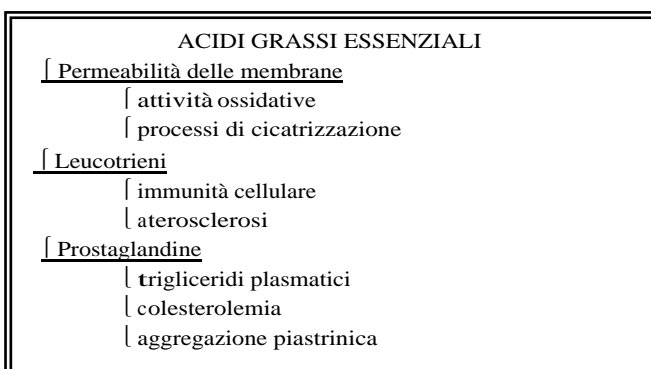 ACIDI GRASSI ESSENZIALI
⌠ Permeabilità delle membrane
⌠ attività ossidative
⌠ processi di cicatrizzazione
⌠ Leucotrieni
⌠ immunità cellulare
⌡ aterosclerosi
⌠ Prostaglandine
⌡ trigliceridi plasmatici
⌡ colesterolemia
⌡ aggregazione piastrinica